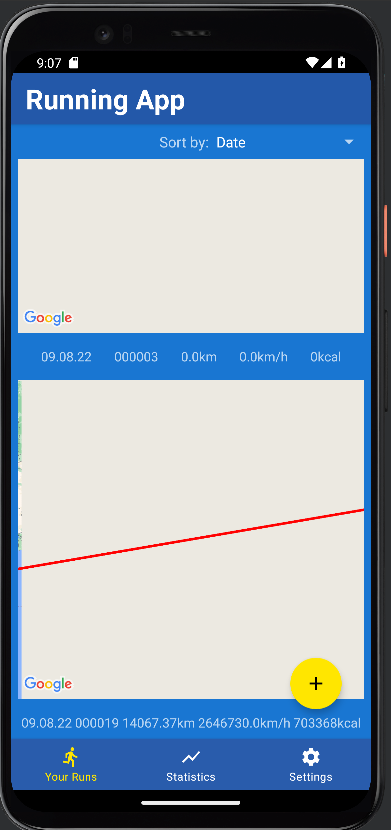 9:07
Running App
Sort by: Date
Google
09.08.22 000003 0.0km 0.0km/h 0kcal
Google
+
09.08.22 000019 14067.37km 2646730.0km/h 703368kcal
Your Runs Statistics Settings